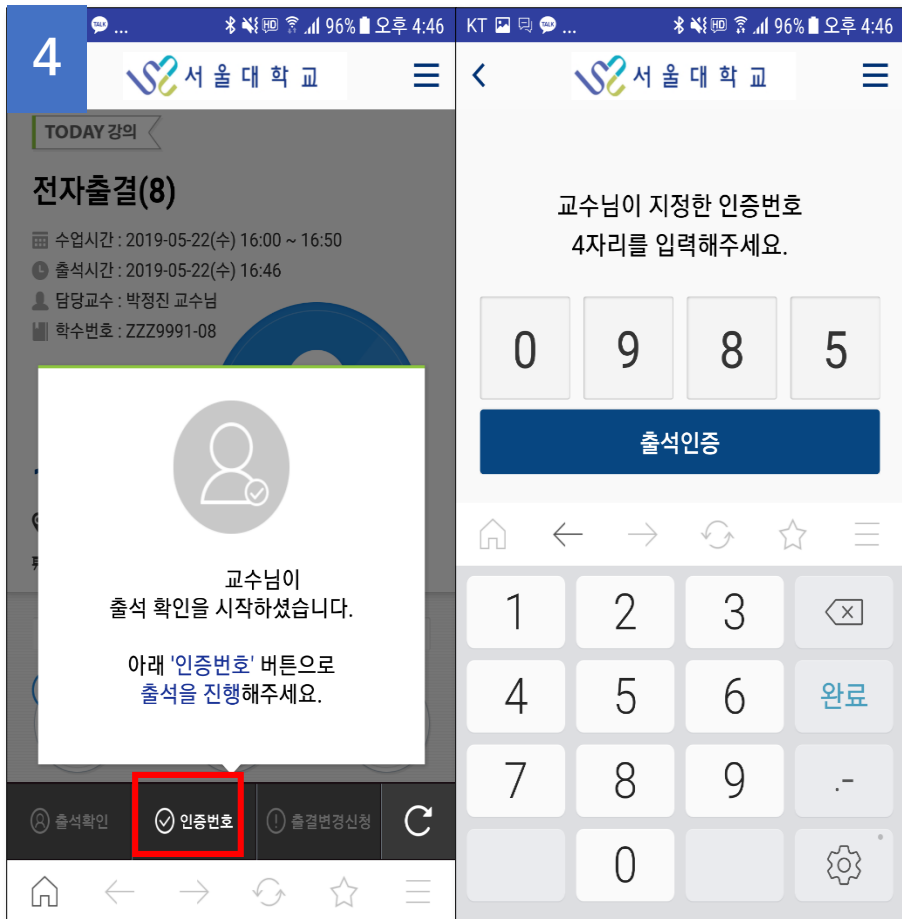 4
TALK ... HD 96% 오후 4:46
서울대학교
TODAY 강의
전자출결(8)
수업시간 : 2019-05-22(수) 16:00 ~ 16:50
출석시간 : 2019-05-22(수) 16:46
담당교수 : 박정진 교수님
학수번호 : ZZZ9991-08
교수님이
출석 확인을 시작하셨습니다.
아래 '인증번호' 버튼으로
출석을 진행해주세요.
출석확인 인증번호 출결변경신청
KT TALK ... HD 96% 오후 4:46
서울대학교
교수님이 지정한 인증번호
4자리를 입력해주세요.
0 9 8 5
출석인증
1 2 3
4 5 6 완료
7 8 9 .-
0